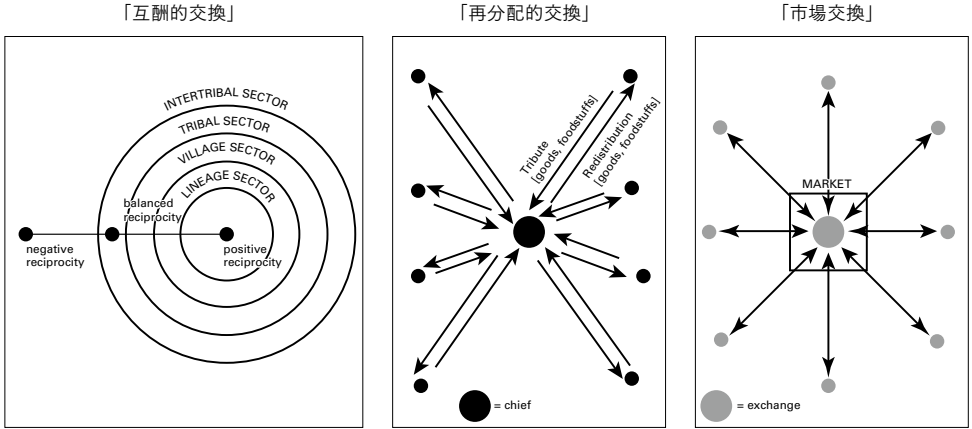 「互酬的交換」
INTERTRIBAL SECTOR
TRIBAL SECTOR
VILLAGE SECTOR
LINEAGE SECTOR
balanced
reciprocity
negative
reciprocity
positive
reciprocity
「再分配的交換」
Tribute
[goods, foodstuffs]
Redistribution
[goods, foodstuffs]
= chief
「市場交換」
MARKET
= exchange